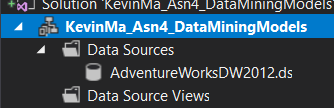 Solution 'KevinMa_Asn4_DataMiningModels'
KevinMa_Asn4_DataMiningModels
Data Sources
AdventureWorksDW2012.ds
Data Source Views